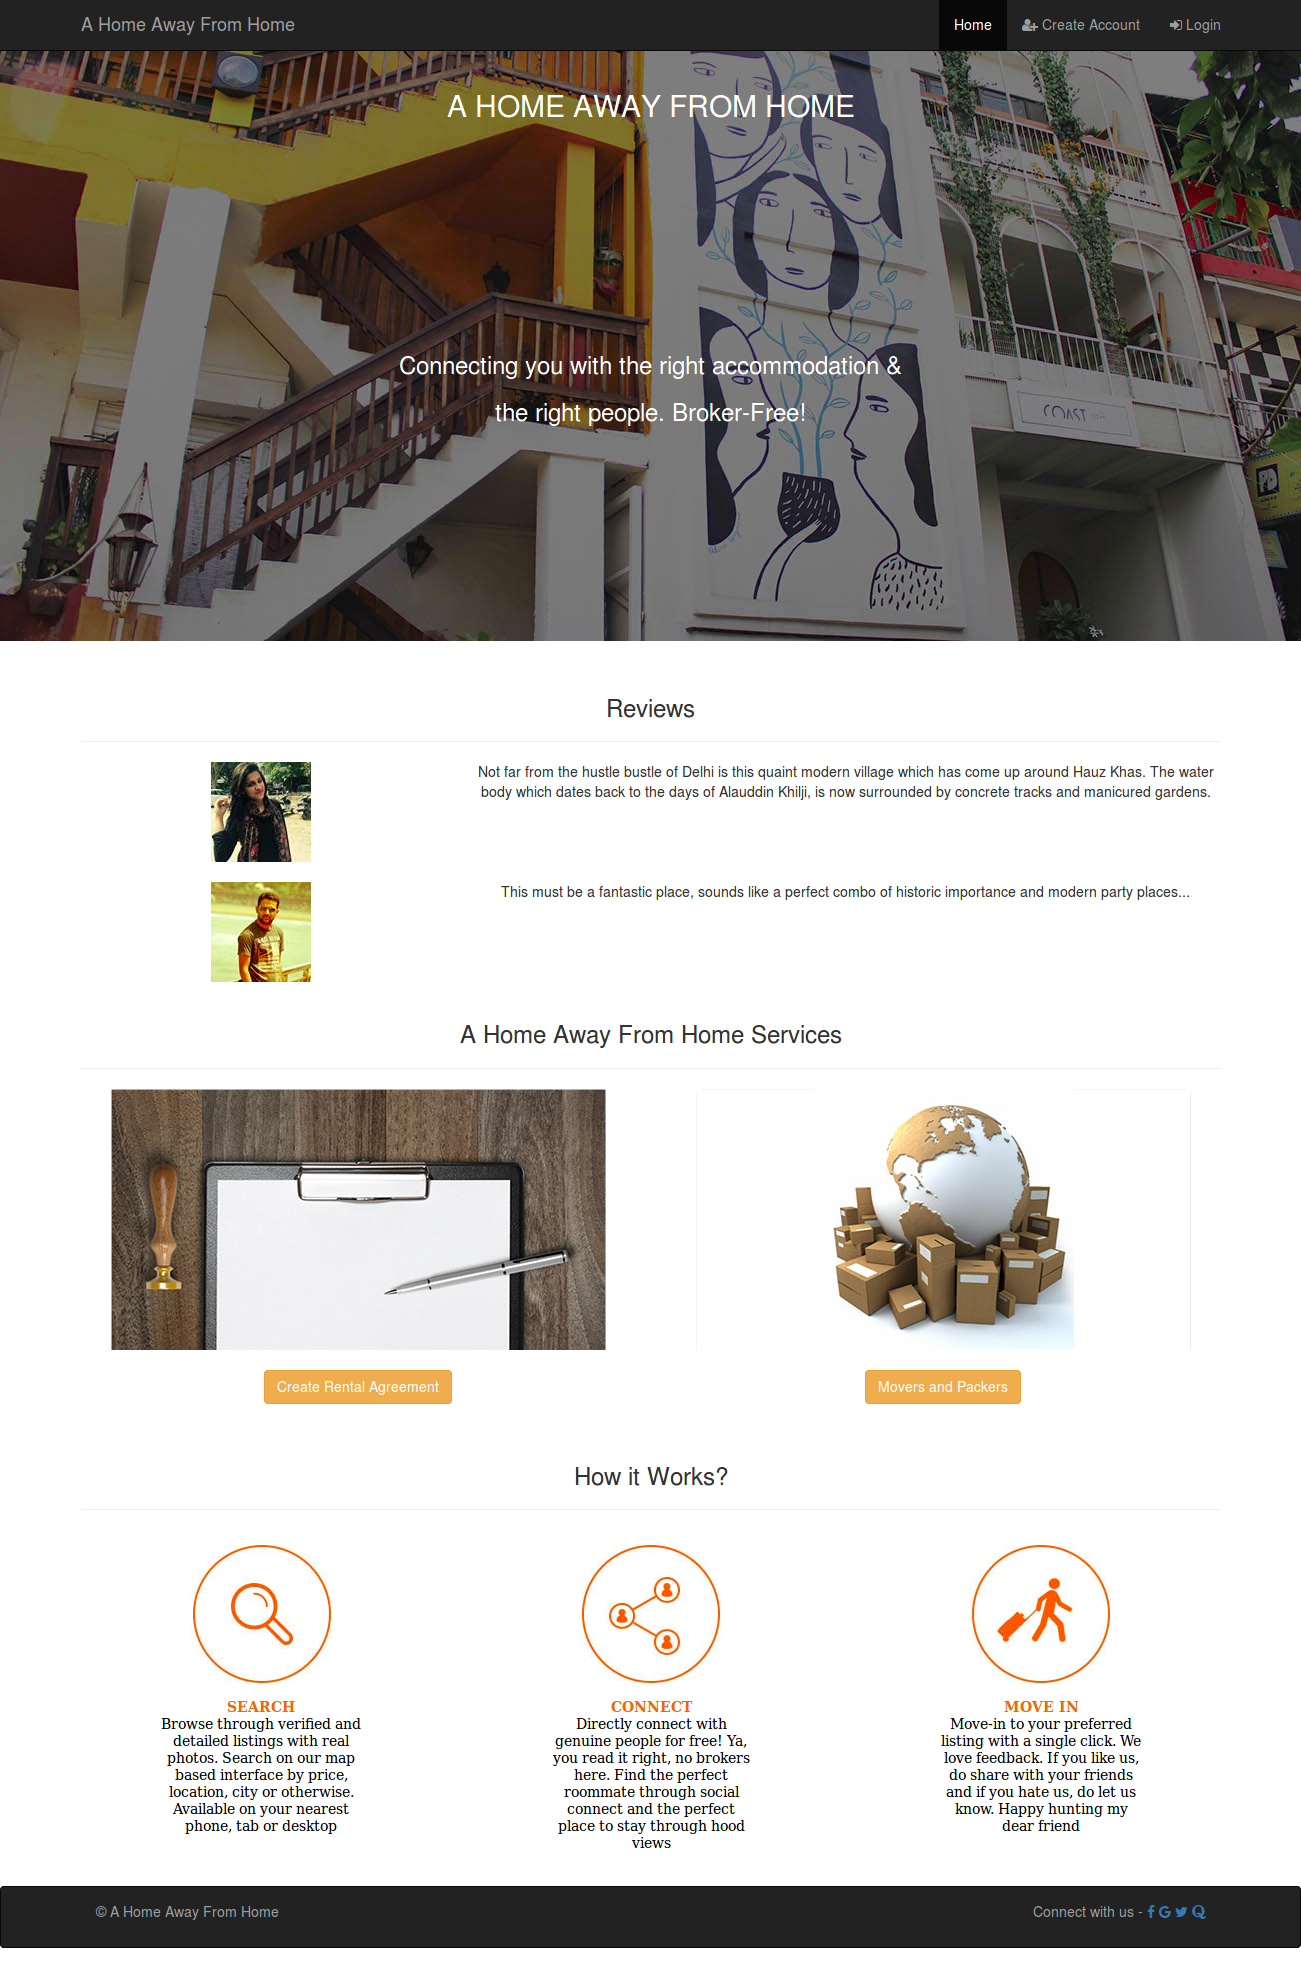 A Home Away From Home
Home
Create Account
Login
A HOME AWAY FROM HOME
Connecting you with the right accommodation &
the right people. Broker-Free!
COAST
Reviews
Not far from the hustle bustle of Delhi is this quaint modern village which has come up around Hauz Khas. The water
body which dates back to the days of Alauddin Khilji, is now surrounded by concrete tracks and manicured gardens.
This must be a fantastic place, sounds like a perfect combo of historic importance and modern party places...
A Home Away From Home Services
Create Rental Agreement
Movers and Packers
How it Works?
SEARCH
Browse through verified and
detailed listings with real
photos. Search on our map
based interface by price,
location, city or otherwise.
Available on your nearest
phone, tab or desktop
CONNECT
Directly connect with
genuine people for free! Ya,
you read it right, no brokers
here. Find the perfect
roommate through social
connect and the perfect
place to stay through hood
views
MOVE IN
Move-in to your preferred
listing with a single click. We
love feedback. If you like us,
do share with your friends
and if you hate us, do let us
know. Happy hunting my
dear friend
© A Home Away From Home
Connect with us -